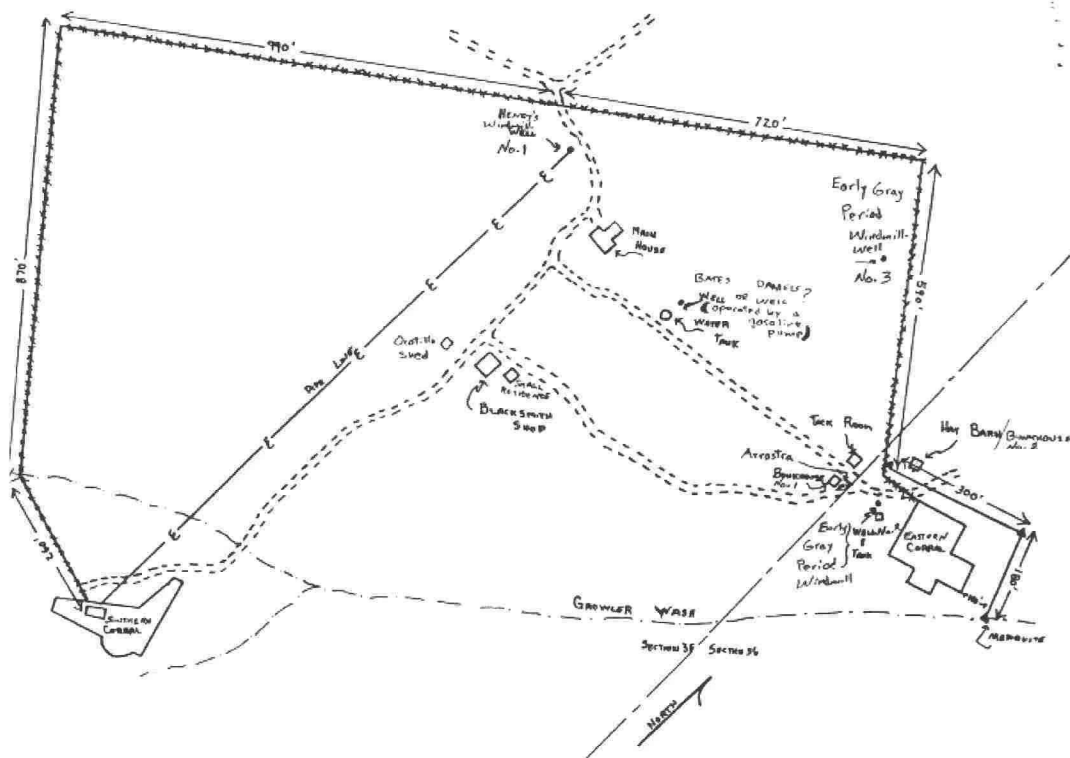 990'
720'
HENRY'S
Windmill
WELL
No. 1
Early Gray
Period
Windmill
Well
No. 3
870'
590'
MAIN
HOUSE
BATES
WELL OR WELL?
(operated by a
gasoline
pump)
WATER
TANK
Ocotillo
Shed
PIPE LINE
SMALL
RESIDENCE
BLACKSMITH
SHOP
TACK ROOM
HAY BARN/BUNKHOUSE
No. 2
Arrastra
BUNKHOUSE
No. 1
300'
Early
Gray
Period
Windmill
WELL No. 2
&
TANK
EASTERN
CORRAL
180'
260'
SOUTHERN
CORRAL
GROWLER WASH
MESQUITE
SECTION 35 SECTION 36
NORTH